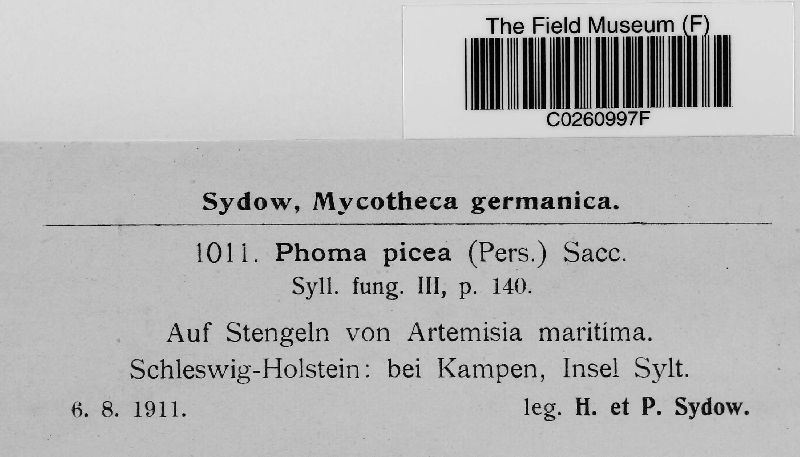 The Field Museum (F)
C0260997F
Sydow, Mycotheca germanica.
1011. Phoma picea (Pers.) Sacc.
Syll. fung. III, p. 140.
Auf Stengeln von Artemisia maritima.
Schleswig-Holstein: bei Kampen, Insel Sylt.
6. 8. 1911. leg. H. et P. Sydow.